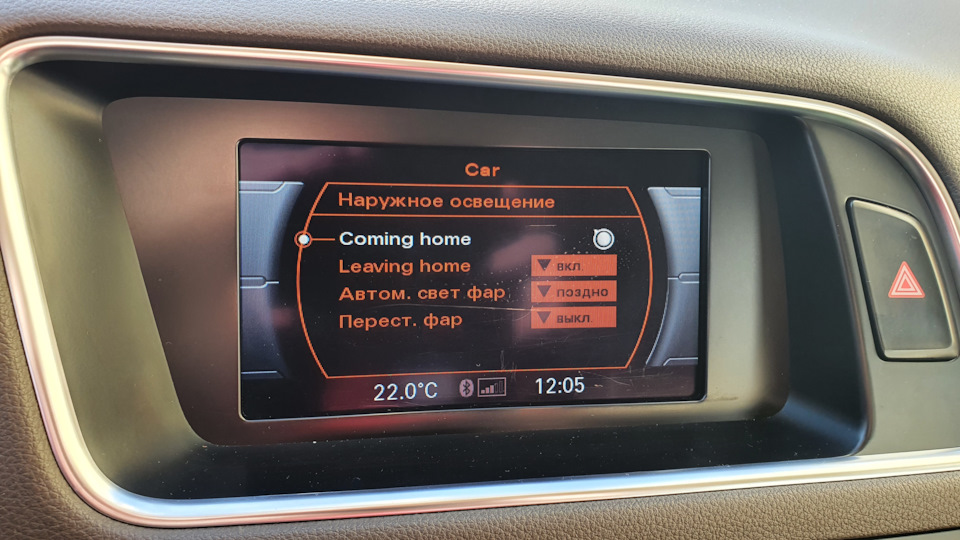 Car
Наружное освещение
Coming home
Leaving home вкл.
Автом. свет фар поздно
Перест. фар выкл.
22.0°C 12:05